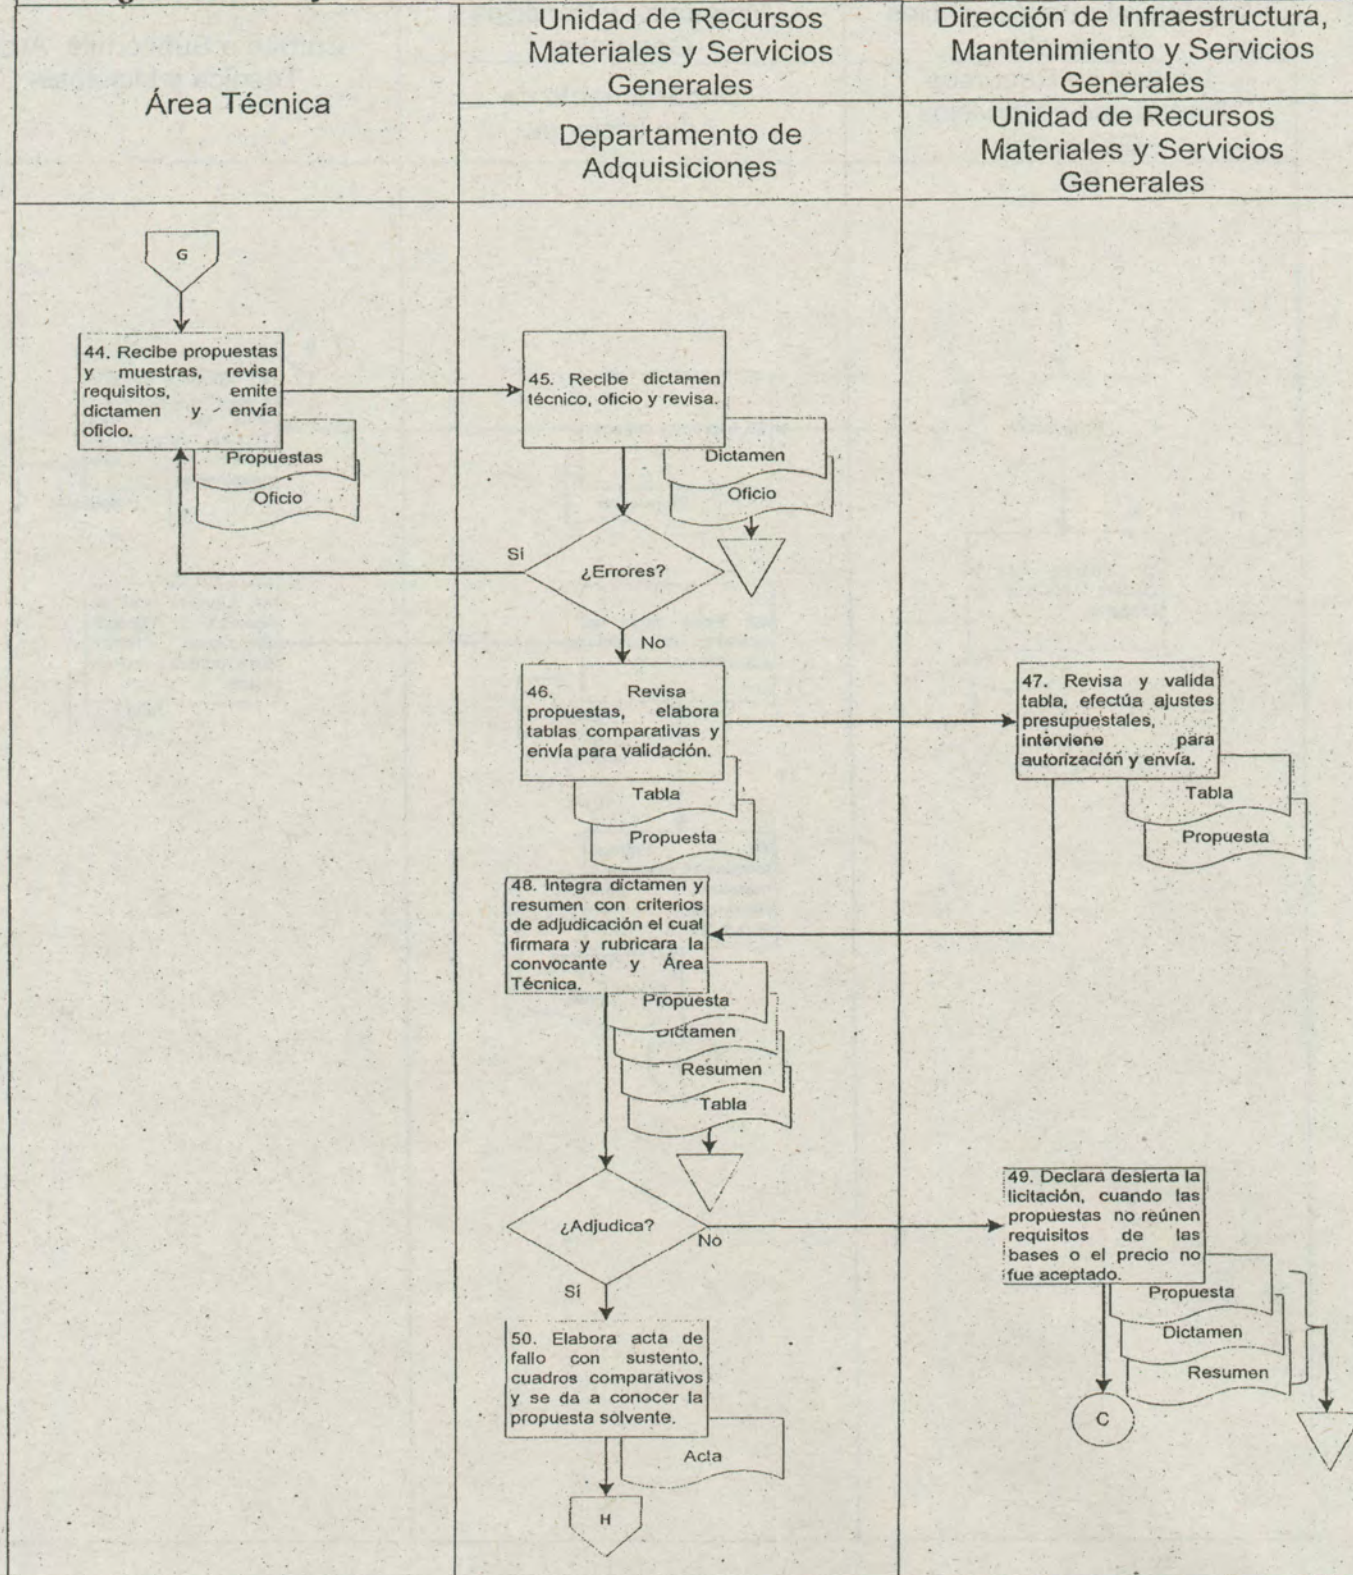 Área Técnica
Unidad de Recursos
Materiales y Servicios
Generales
Departamento de
Adquisiciones
Dirección de Infraestructura,
Mantenimiento y Servicios
Generales
Unidad de Recursos
Materiales y Servicios
Generales
G
44. Recibe propuestas
y muestras, revisa
requisitos, emite
dictamen y envía
oficio.
Propuestas
Oficio
45. Recibe dictamen
técnico, oficio y revisa.
Dictamen
Oficio
Sí
¿Errores?
No
46. Revisa
propuestas, elabora
tablas comparativas y
envía para validación.
Tabla
Propuesta
47. Revisa y valida
tabla, efectúa ajustes
presupuestales,
interviene para
autorización y envía.
Tabla
Propuesta
48. Integra dictamen y
resumen con criterios
de adjudicación el cual
firmara y rubricara la
convocante y Área
Técnica.
Propuesta
Dictamen
Resumen
Tabla
¿Adjudica?
No
Sí
49. Declara desierta la
licitación, cuando las
propuestas no reúnen
requisitos de las
bases o el precio no
fue aceptado.
Propuesta
Dictamen
Resumen
C
50. Elabora acta de
fallo con sustento,
cuadros comparativos
y se da a conocer la
propuesta solvente.
Acta
H